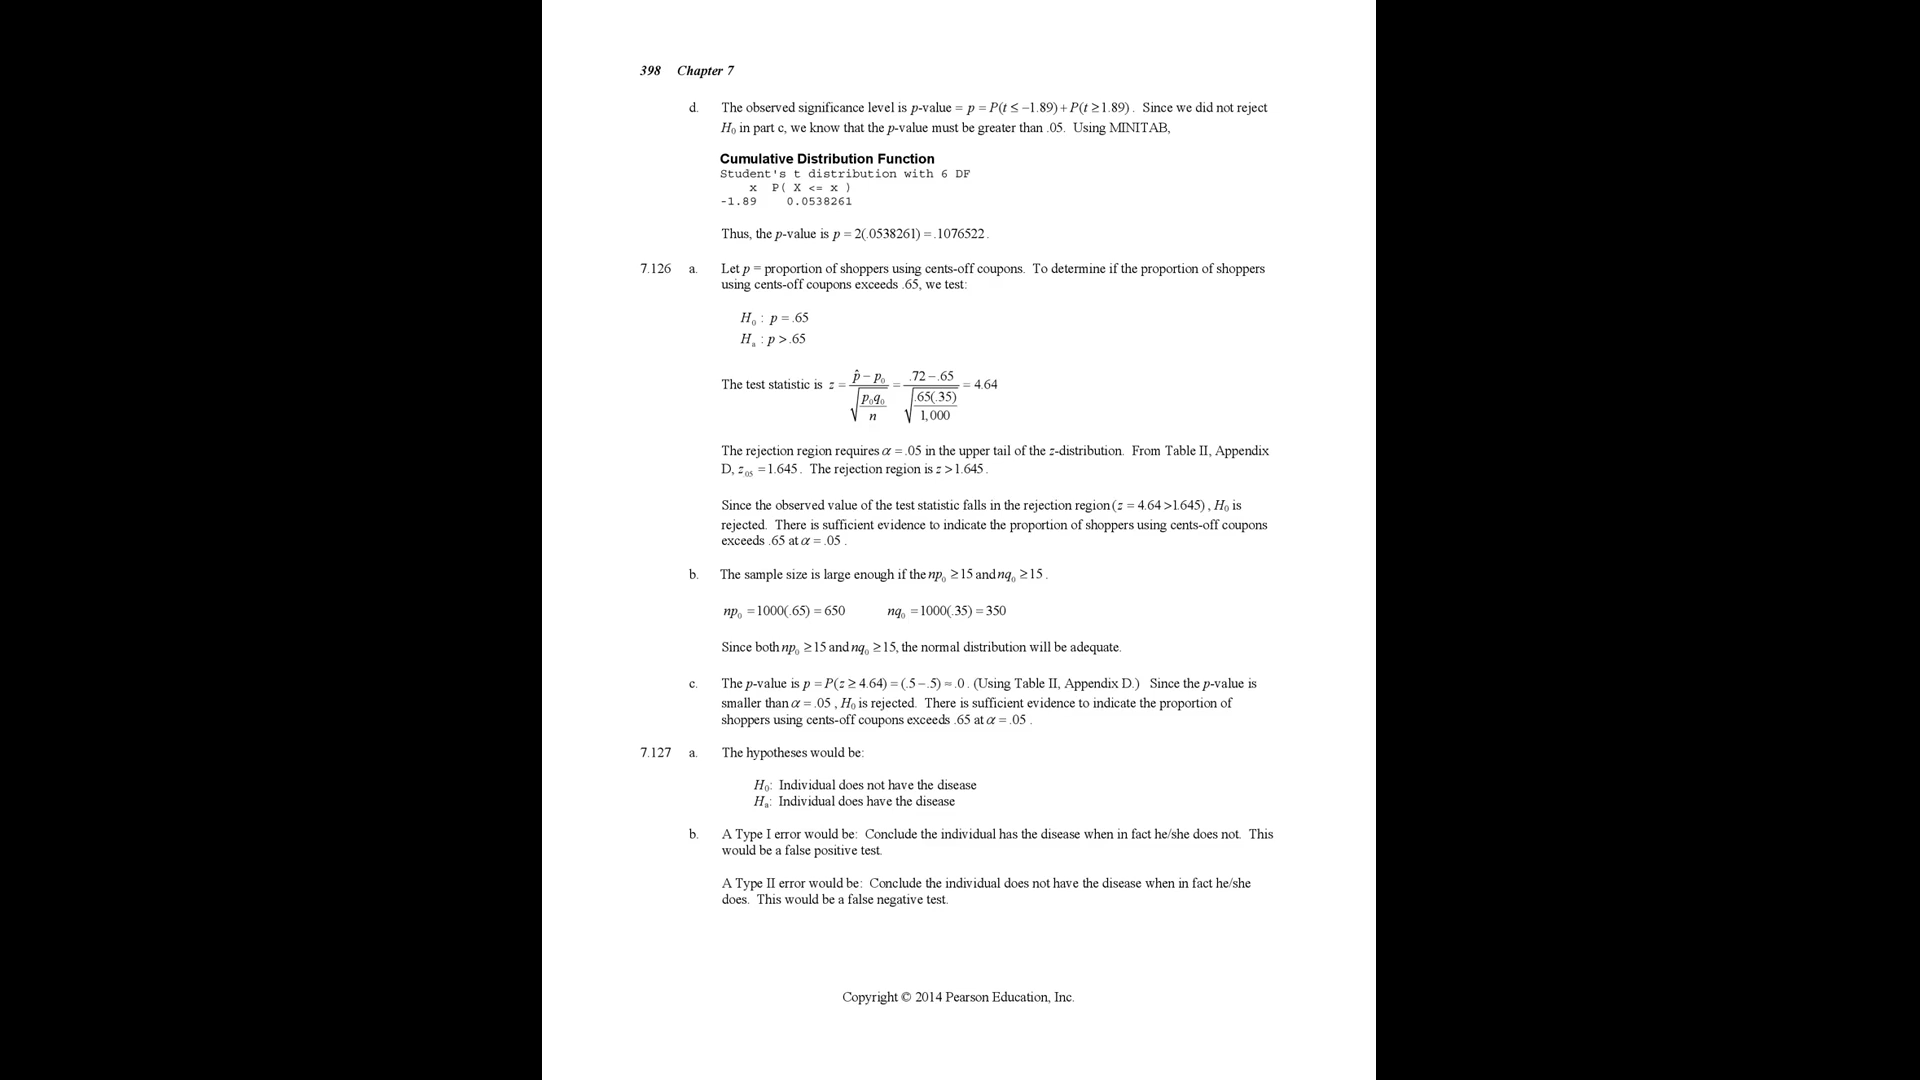 398 Chapter 7
d. The observed significance level is p-value = p = P(t ≤ −1.89) + P(t ≥ 1.89). Since we did not reject
H₀ in part c, we know that the p-value must be greater than .05. Using MINITAB,
Cumulative Distribution Function
Student's t distribution with 6 DF
x P( X <= x )
-1.89 0.0538261
Thus, the p-value is p = 2(.0538261) = .1076522.
7.126 a. Let p = proportion of shoppers using cents-off coupons. To determine if the proportion of shoppers
using cents-off coupons exceeds .65, we test:
H₀ : p = .65
Hₐ : p > .65
The test statistic is z = (p̂ − p₀) / √(p₀q₀ / n) = (.72 − .65) / √(.65(.35) / 1,000) = 4.64
The rejection region requires α = .05 in the upper tail of the z-distribution. From Table II, Appendix
D, z.₀₅ = 1.645. The rejection region is z > 1.645.
Since the observed value of the test statistic falls in the rejection region (z = 4.64 > 1.645), H₀ is
rejected. There is sufficient evidence to indicate the proportion of shoppers using cents-off coupons
exceeds .65 at α = .05.
b. The sample size is large enough if the np₀ ≥ 15 and nq₀ ≥ 15.
np₀ = 1000(.65) = 650 nq₀ = 1000(.35) = 350
Since both np₀ ≥ 15 and nq₀ ≥ 15, the normal distribution will be adequate.
c. The p-value is p = P(z ≥ 4.64) = (.5 − .5) ≈ .0. (Using Table II, Appendix D.) Since the p-value is
smaller than α = .05, H₀ is rejected. There is sufficient evidence to indicate the proportion of
shoppers using cents-off coupons exceeds .65 at α = .05.
7.127 a. The hypotheses would be:
H₀: Individual does not have the disease
Hₐ: Individual does have the disease
b. A Type I error would be: Conclude the individual has the disease when in fact he/she does not. This
would be a false positive test.
A Type II error would be: Conclude the individual does not have the disease when in fact he/she
does. This would be a false negative test.
Copyright © 2014 Pearson Education, Inc.